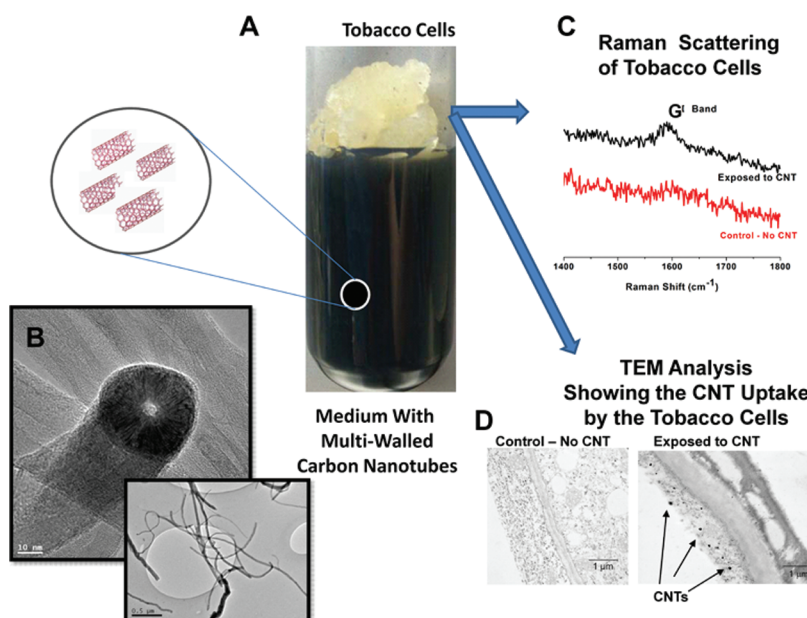 A
Tobacco Cells
C
Raman Scattering
of Tobacco Cells
G
Band
Exposed to CNT
Control - No CNT
1400 1500 1600 1700 1800
Raman Shift (cm-1)
B
10 nm
0.5 μm
Medium With
Multi-Walled
Carbon Nanotubes
TEM Analysis
Showing the CNT Uptake
by the Tobacco Cells
D
Control – No CNT
Exposed to CNT
1 μm
1 μm
CNTs